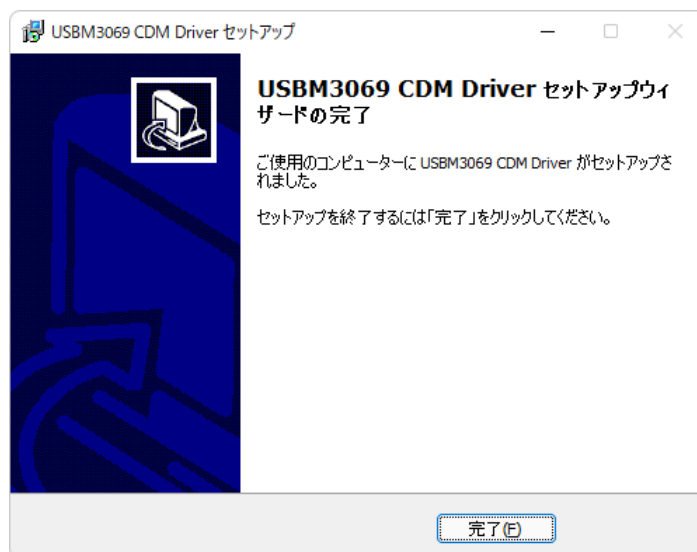 USBM3069 CDM Driver セットアップ
USBM3069 CDM Driver セットアップウィ
ザードの完了
ご使用のコンピューターに USBM3069 CDM Driver がセットアップさ
れました。
セットアップを終了するには「完了」をクリックしてください。
完了(F)